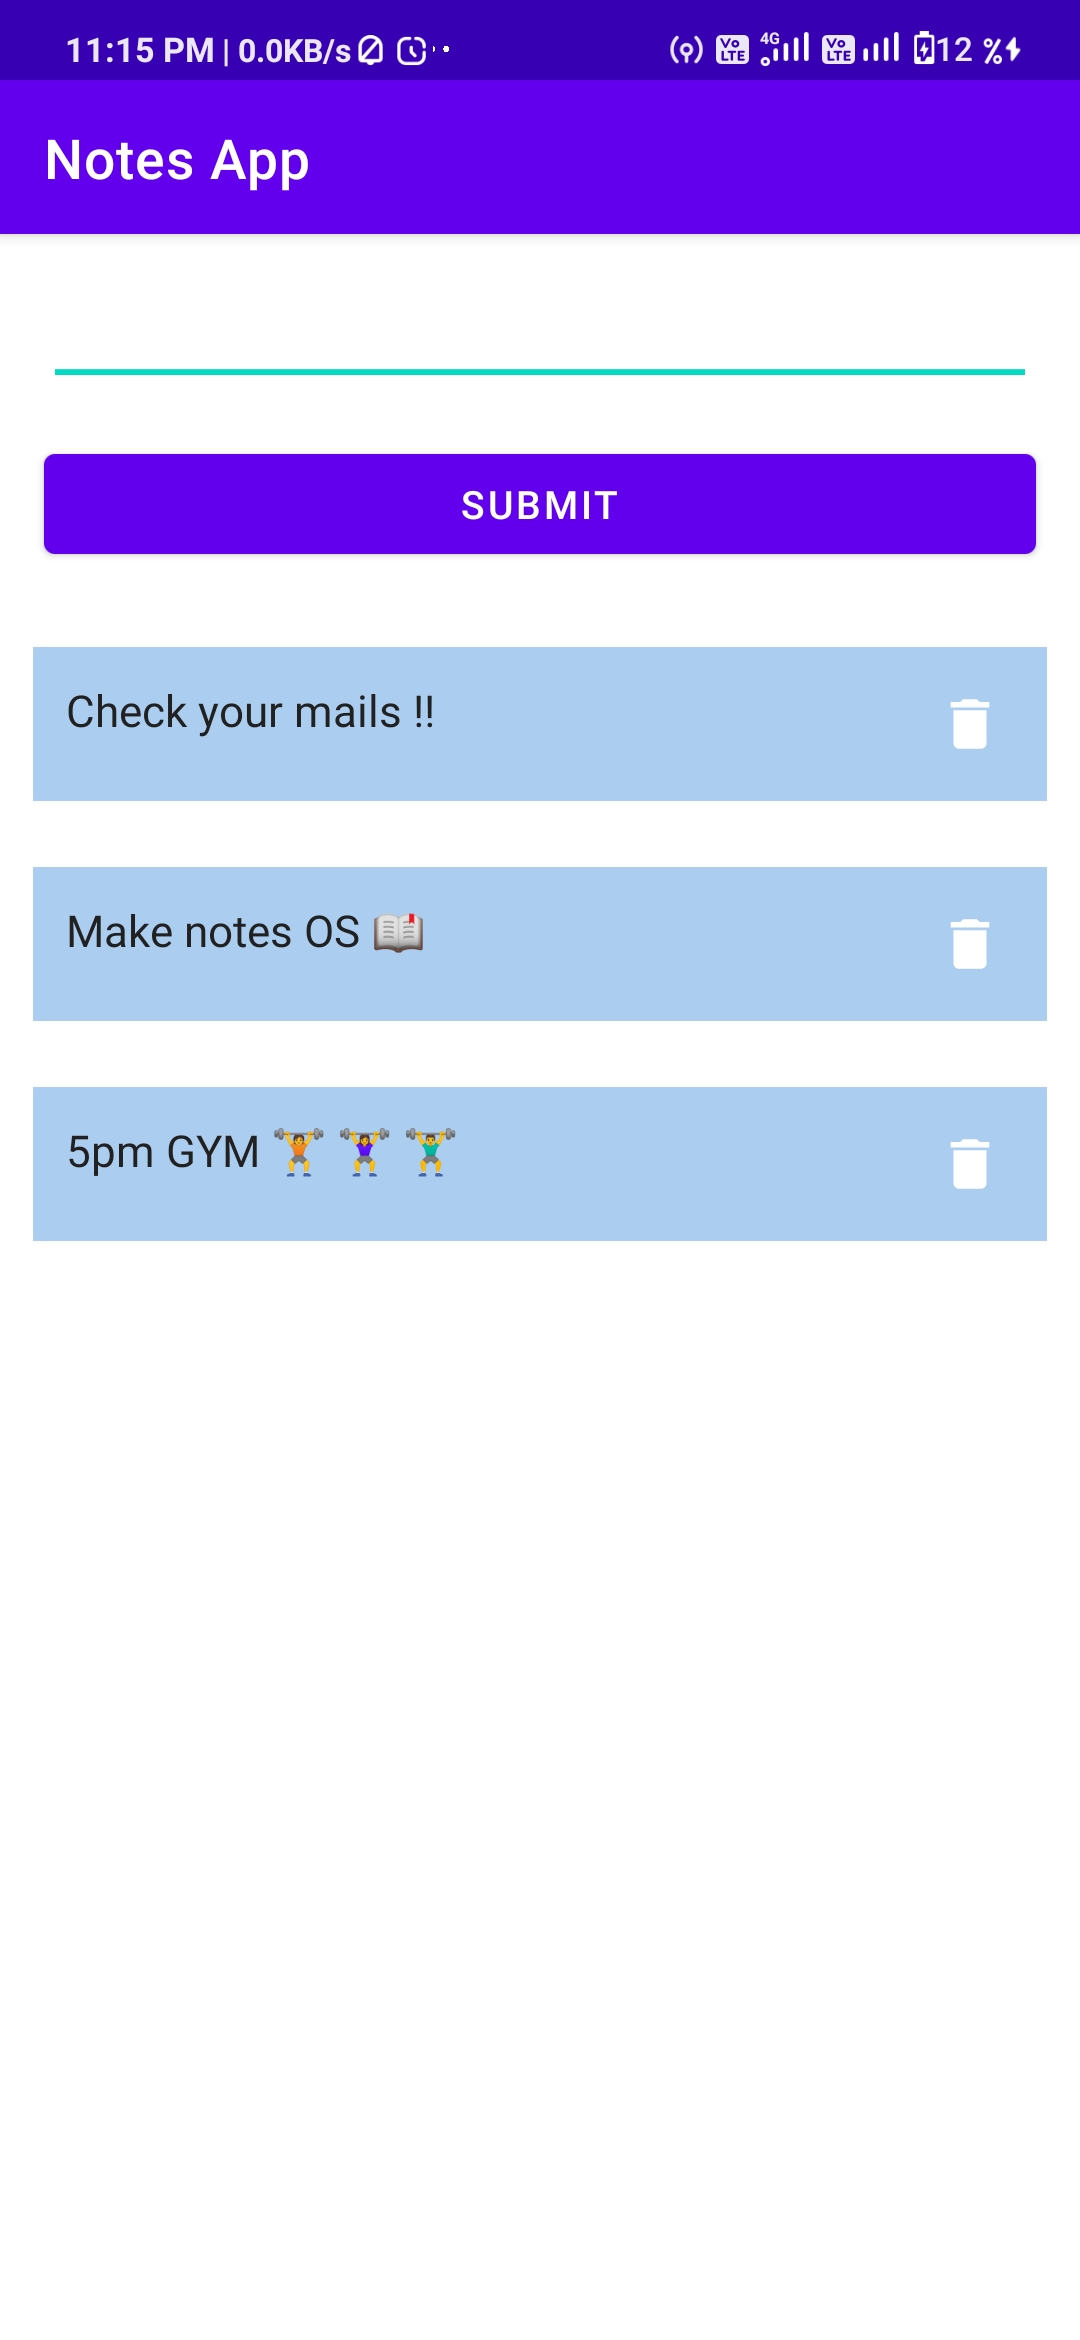 11:15 PM | 0.0KB/s
Vo LTE 4G Vo LTE 12 %
Notes App
SUBMIT
Check your mails !!
Make notes OS 📖
5pm GYM 🏋️ 🏋️‍♀️ 🏋️‍♂️